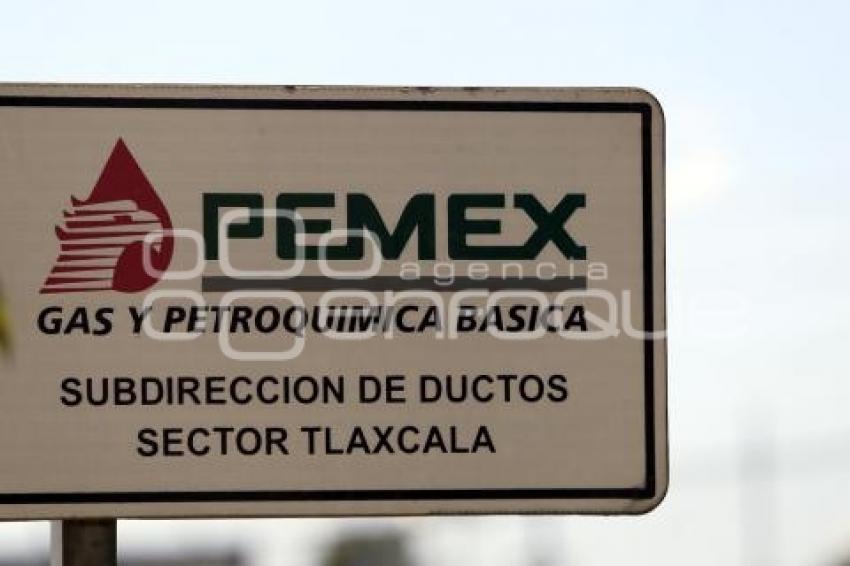 PEMEX
agencia
enfoque
GAS Y PETROQUIMICA BASICA
SUBDIRECCION DE DUCTOS
SECTOR TLAXCALA